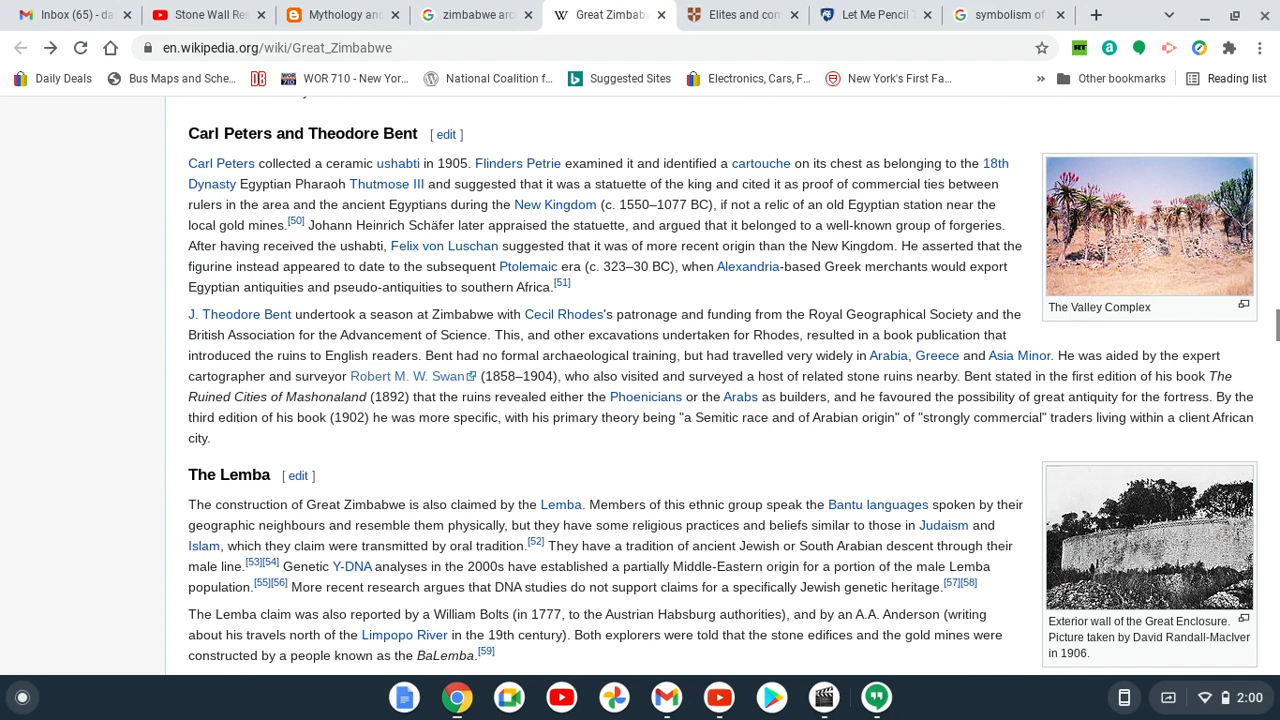 Inbox (65) - da
Stone Wall Res
Mythology and
zimbabwe arc
Great Zimbab
Elites and com
Let Me Pencil T
symbolism of
en.wikipedia.org/wiki/Great_Zimbabwe
Daily Deals
Bus Maps and Sche...
WOR 710 - New Yor...
National Coalition f...
Suggested Sites
Electronics, Cars, F...
New York's First Fa...
»
Other bookmarks
Reading list
Carl Peters and Theodore Bent [ edit ]
Carl Peters collected a ceramic ushabti in 1905. Flinders Petrie examined it and identified a cartouche on its chest as belonging to the 18th
Dynasty Egyptian Pharaoh Thutmose III and suggested that it was a statuette of the king and cited it as proof of commercial ties between
rulers in the area and the ancient Egyptians during the New Kingdom (c. 1550–1077 BC), if not a relic of an old Egyptian station near the
local gold mines.[50] Johann Heinrich Schäfer later appraised the statuette, and argued that it belonged to a well-known group of forgeries.
After having received the ushabti, Felix von Luschan suggested that it was of more recent origin than the New Kingdom. He asserted that the
figurine instead appeared to date to the subsequent Ptolemaic era (c. 323–30 BC), when Alexandria-based Greek merchants would export
Egyptian antiquities and pseudo-antiquities to southern Africa.[51]
The Valley Complex
J. Theodore Bent undertook a season at Zimbabwe with Cecil Rhodes's patronage and funding from the Royal Geographical Society and the
British Association for the Advancement of Science. This, and other excavations undertaken for Rhodes, resulted in a book publication that
introduced the ruins to English readers. Bent had no formal archaeological training, but had travelled very widely in Arabia, Greece and Asia Minor. He was aided by the expert
cartographer and surveyor Robert M. W. Swan (1858–1904), who also visited and surveyed a host of related stone ruins nearby. Bent stated in the first edition of his book The
Ruined Cities of Mashonaland (1892) that the ruins revealed either the Phoenicians or the Arabs as builders, and he favoured the possibility of great antiquity for the fortress. By the
third edition of his book (1902) he was more specific, with his primary theory being "a Semitic race and of Arabian origin" of "strongly commercial" traders living within a client African
city.
The Lemba [ edit ]
The construction of Great Zimbabwe is also claimed by the Lemba. Members of this ethnic group speak the Bantu languages spoken by their
geographic neighbours and resemble them physically, but they have some religious practices and beliefs similar to those in Judaism and
Islam, which they claim were transmitted by oral tradition.[52] They have a tradition of ancient Jewish or South Arabian descent through their
male line.[53][54] Genetic Y-DNA analyses in the 2000s have established a partially Middle-Eastern origin for a portion of the male Lemba
population.[55][56] More recent research argues that DNA studies do not support claims for a specifically Jewish genetic heritage.[57][58]
The Lemba claim was also reported by a William Bolts (in 1777, to the Austrian Habsburg authorities), and by an A.A. Anderson (writing
about his travels north of the Limpopo River in the 19th century). Both explorers were told that the stone edifices and the gold mines were
constructed by a people known as the BaLemba.[59]
Exterior wall of the Great Enclosure.
Picture taken by David Randall-MacIver
in 1906.
2:00